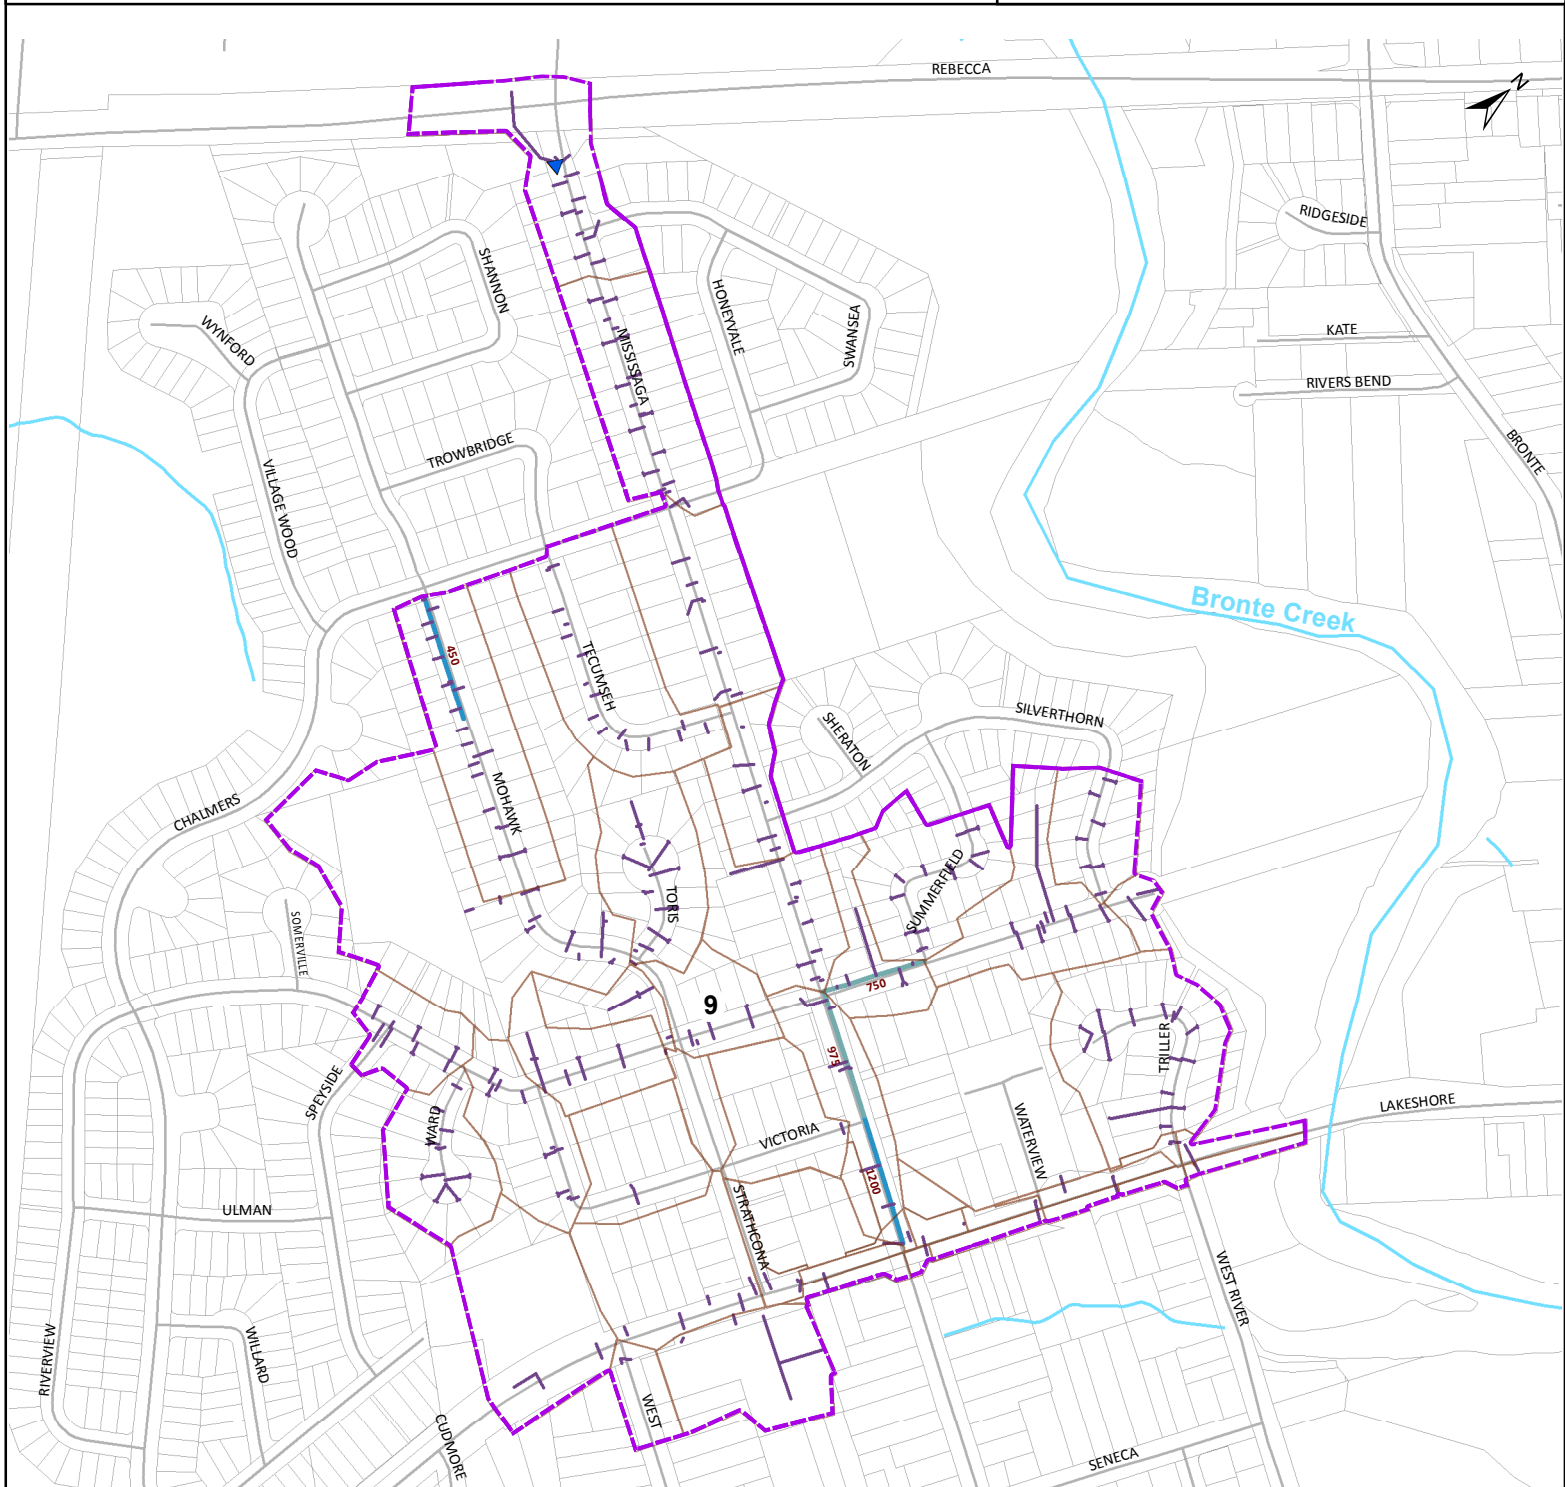 REBECCA
N
RIDGESIDE
SHANNON
HONEYVALE
SWANSEA
WYNFORD
KATE
MISSISSAGA
RIVERS BEND
TROWBRIDGE
BRONTE
VILLAGE WOOD
Bronte Creek
450
TECUMSEH
SILVERTHORN
SHERATON
MOHAWK
CHALMERS
SUMMERFIELD
TORIS
SOMERVILLE
750
9
975
TRILLER
SPEYSIDE
LAKESHORE
WARD
VICTORIA
WATERVIEW
1200
ULMAN
STRATHCONA
WEST RIVER
RIVERVIEW
WILLARD
WEST
CUDMORE
SENECA